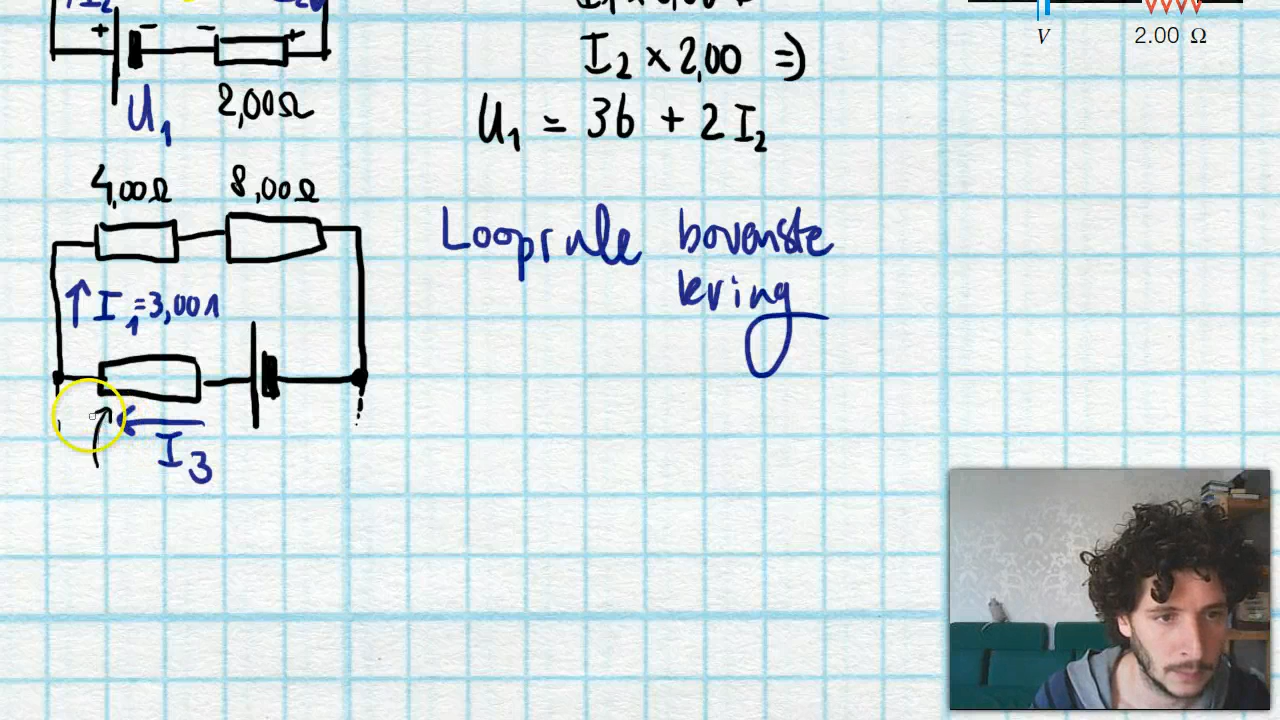 + - - +
U₁ 2,00Ω
I₂ × 2,00 =)
U₁ = 36 + 2 I₂
V 2.00 Ω
4,00Ω 8,00Ω
↑ I₁=3,00A
I₃
Looprule bovenste
kring